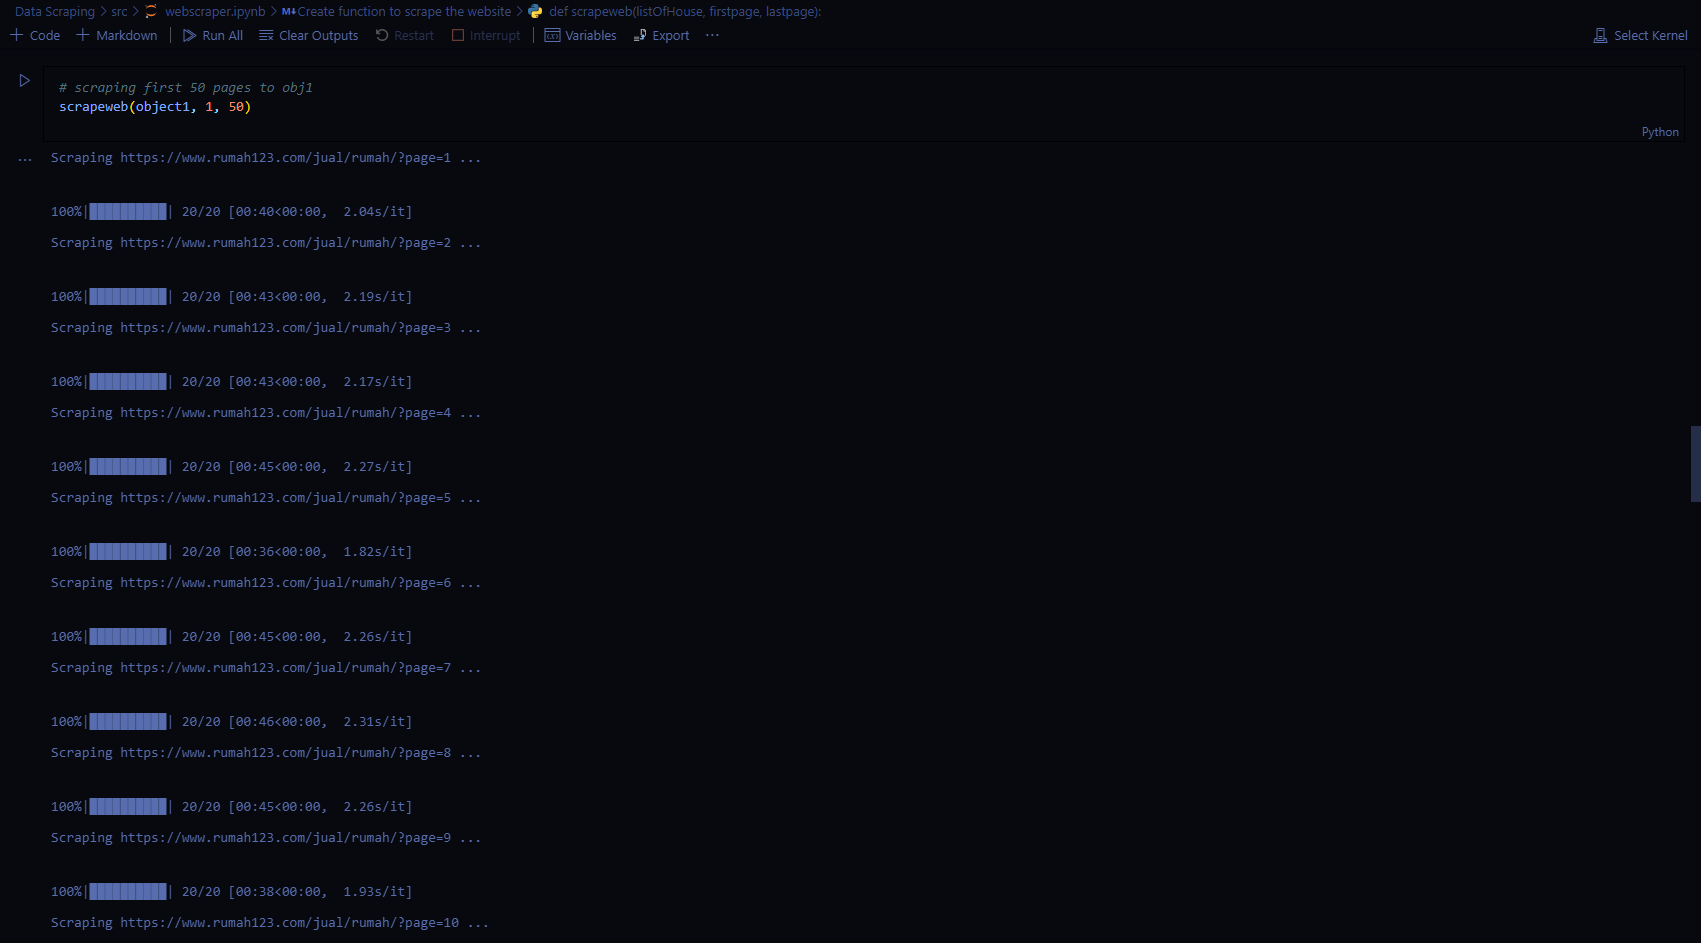 Data Scraping > src > webscraper.ipynb > M↓Create function to scrape the website > def scrapeweb(listOfHouse, firstpage, lastpage):
+ Code + Markdown | Run All Clear Outputs Restart Interrupt | Variables Export ... Select Kernel
# scraping first 50 pages to obj1
scrapeweb(object1, 1, 50)
Python
... Scraping https://www.rumah123.com/jual/rumah/?page=1 ...
100%|██████████| 20/20 [00:40<00:00,  2.04s/it]
Scraping https://www.rumah123.com/jual/rumah/?page=2 ...
100%|██████████| 20/20 [00:43<00:00,  2.19s/it]
Scraping https://www.rumah123.com/jual/rumah/?page=3 ...
100%|██████████| 20/20 [00:43<00:00,  2.17s/it]
Scraping https://www.rumah123.com/jual/rumah/?page=4 ...
100%|██████████| 20/20 [00:45<00:00,  2.27s/it]
Scraping https://www.rumah123.com/jual/rumah/?page=5 ...
100%|██████████| 20/20 [00:36<00:00,  1.82s/it]
Scraping https://www.rumah123.com/jual/rumah/?page=6 ...
100%|██████████| 20/20 [00:45<00:00,  2.26s/it]
Scraping https://www.rumah123.com/jual/rumah/?page=7 ...
100%|██████████| 20/20 [00:46<00:00,  2.31s/it]
Scraping https://www.rumah123.com/jual/rumah/?page=8 ...
100%|██████████| 20/20 [00:45<00:00,  2.26s/it]
Scraping https://www.rumah123.com/jual/rumah/?page=9 ...
100%|██████████| 20/20 [00:38<00:00,  1.93s/it]
Scraping https://www.rumah123.com/jual/rumah/?page=10 ...